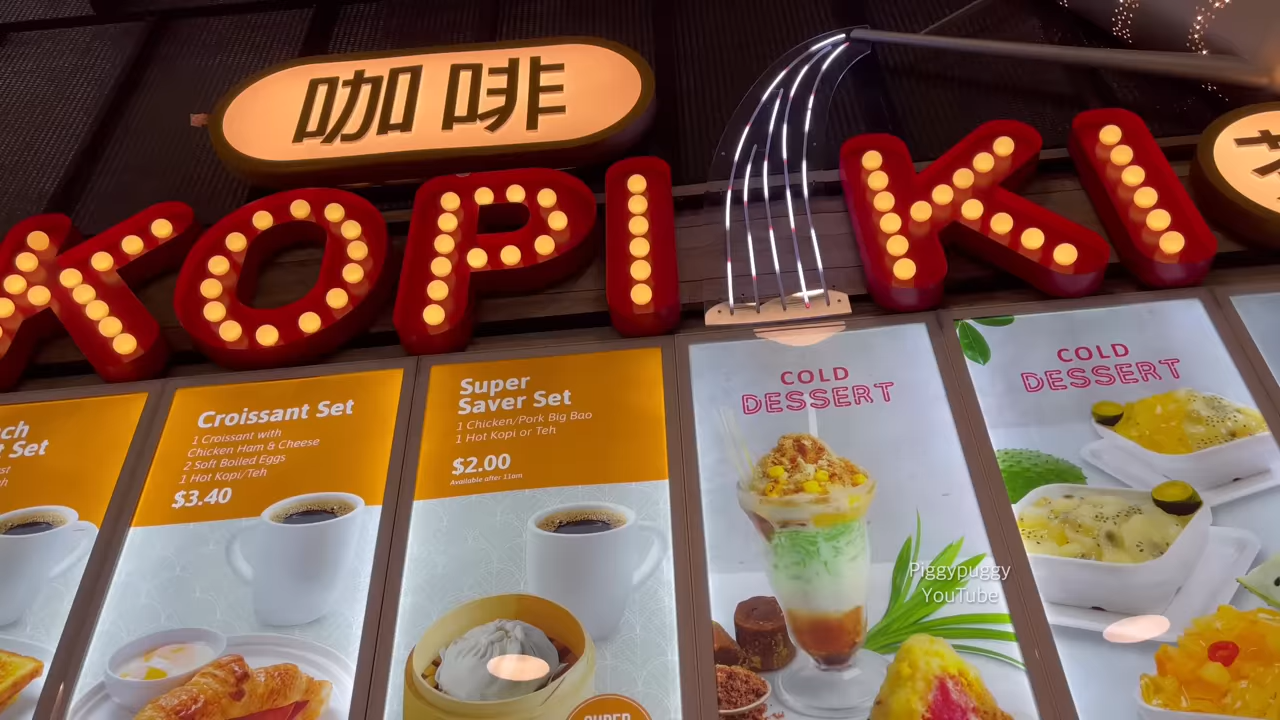 咖啡
KOPI KI
Croissant Set
1 Croissant with
Chicken Ham & Cheese
2 Soft Boiled Eggs
1 Hot Kopi/Teh
$3.40
Super
Saver Set
1 Chicken/Pork Big Bao
1 Hot Kopi or Teh
$2.00
Available after 11am
COLD
DESSERT
COLD
DESSERT
Piggypuggy
YouTube
Set
SUPER